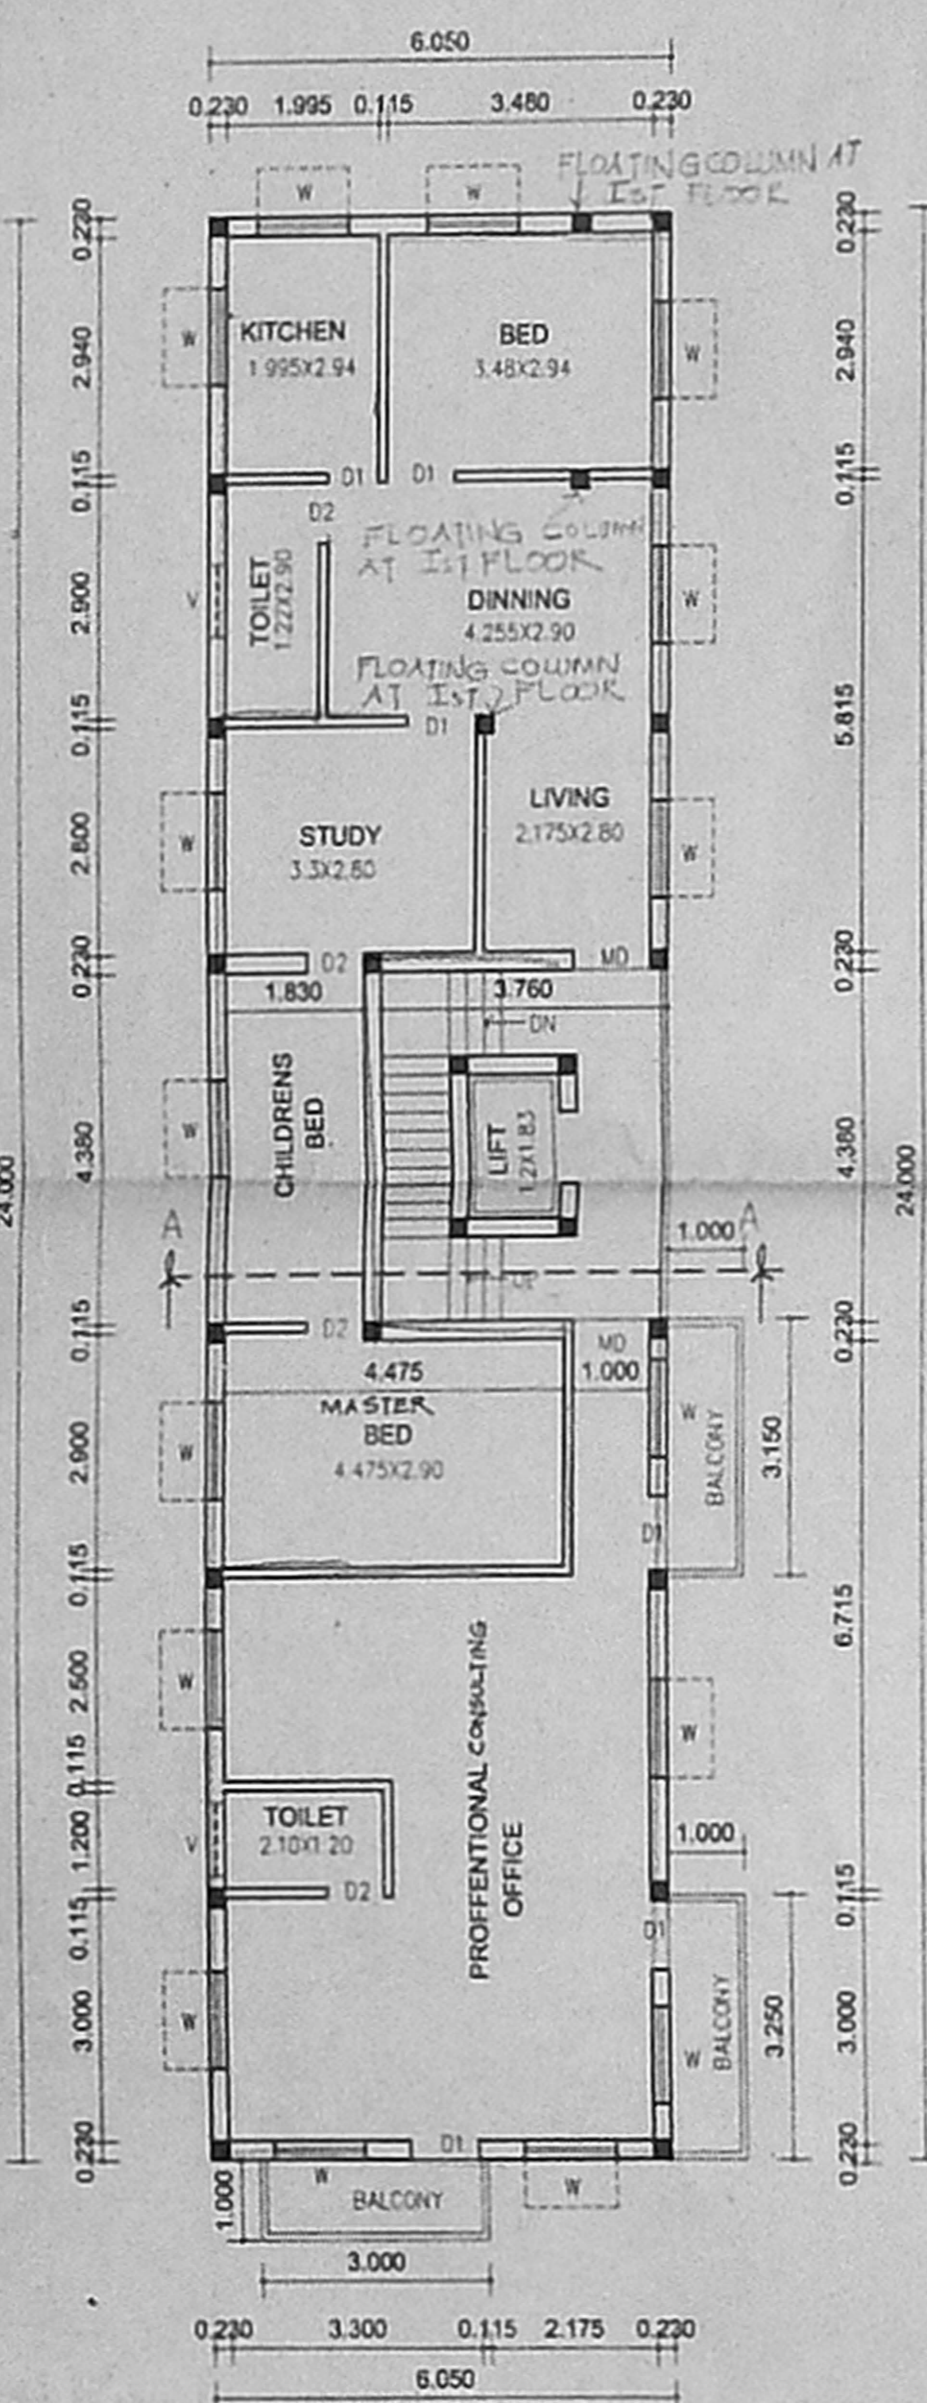 6.050
0.230 1.995 0.115 3.480 0.230
FLOATING COLUMN AT
IST FLOOR
W W
0.230 0.230
KITCHEN BED
1.995X2.94 3.48X2.94
W W
2.940 2.940
D1 D1
0.115 0.115
D2
FLOATING COLUMN
AT IST FLOOR
TOILET
1.22X2.90
V
2.900
DINNING
4.255X2.90
W
FLOATING COLUMN
AT IST FLOOR
D1
0.115 5.815
LIVING
2.175X2.80
STUDY
3.3X2.80
W W
2.800
D2 MD
0.230 0.230
1.830 3.760
DN
CHILDRENS
BED
W
LIFT
1.2X1.83
4.380 4.380
24.000 24.000
A A
1.000
UP
D2 MD
0.115 0.230
4.475 1.000
MASTER
BED
4.475X2.90
W W
BALCONY
2.900 3.150
D1
0.115
6.715
PROFFENTIONAL CONSULTING
OFFICE
W W
2.500
0.115
TOILET
2.10X1.20
V
1.200
1.000
D2
0.115 0.115
D1
W W
BALCONY
3.000 3.250 3.000
D1
0.230 0.230
W W
BALCONY
1.000
3.000
0.230 3.300 0.115 2.175 0.230
6.050